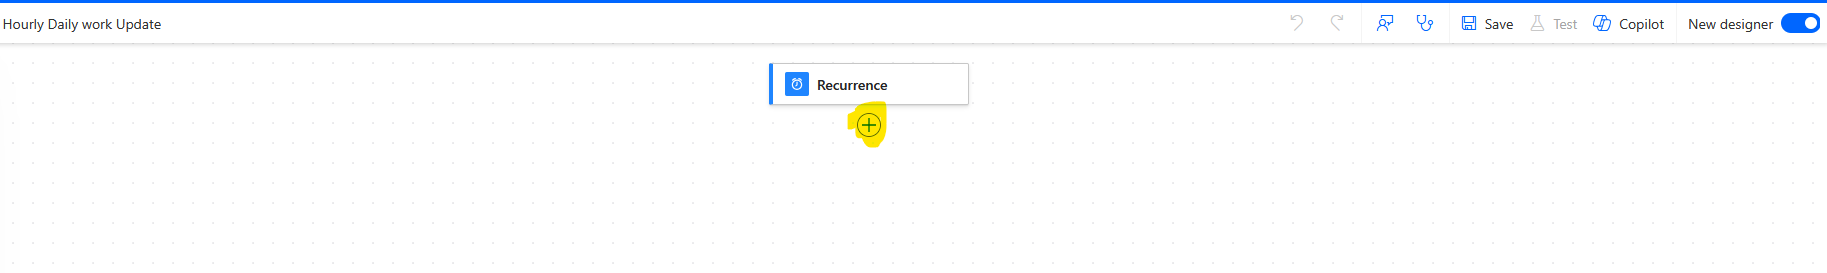 Hourly Daily work Update
Save
Test
Copilot
New designer
Recurrence